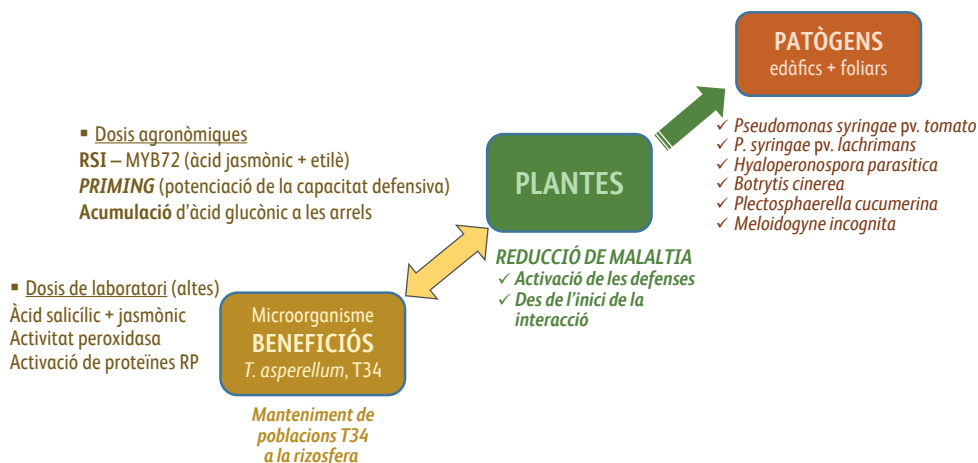 PATÒGENS
edàfics + foliars
✓ Pseudomonas syringae pv. tomato
✓ P. syringae pv. lachrimans
✓ Hyaloperonospora parasitica
✓ Botrytis cinerea
✓ Plectosphaerella cucumerina
✓ Meloidogyne incognita
▪ Dosis agronòmiques
RSI – MYB72 (àcid jasmònic + etilè)
PRIMING (potenciació de la capacitat defensiva)
Acumulació d'àcid glucònic a les arrels
PLANTES
REDUCCIÓ DE MALALTIA
✓ Activació de les defenses
✓ Des de l'inici de la
interacció
▪ Dosis de laboratori (altes)
Àcid salicílic + jasmònic
Activitat peroxidasa
Activació de proteïnes RP
Microorganisme
BENEFICIÓS
T. asperellum, T34
Manteniment de
poblacions T34
a la rizosfera